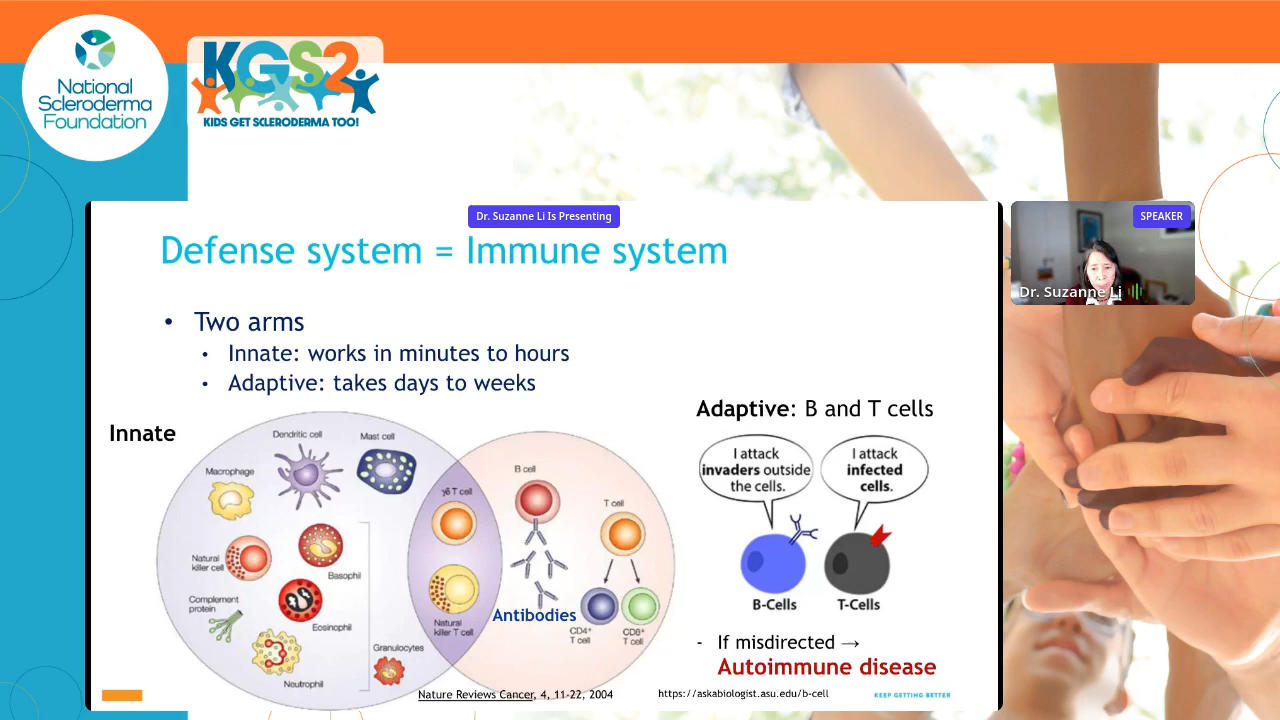 National
Scleroderma
Foundation
KGS2
KIDS GET SCLERODERMA TOO!
Dr. Suzanne Li Is Presenting
SPEAKER
Dr. Suzanne Li
Defense system = Immune system
• Two arms
• Innate: works in minutes to hours
• Adaptive: takes days to weeks
Innate
Dendritic cell
Mast cell
Macrophage
γδ T cell
B cell
T cell
Natural
killer cell
Basophil
Complement
protein
Eosinophil
Antibodies
Natural
killer T cell
CD4+
T cell
CD8+
T cell
Granulocytes
Neutrophil
Nature Reviews Cancer, 4, 11-22, 2004
Adaptive: B and T cells
I attack
invaders outside
the cells.
I attack
infected
cells.
B-Cells
T-Cells
- If misdirected →
Autoimmune disease
https://askabiologist.asu.edu/b-cell
KEEP GETTING BETTER